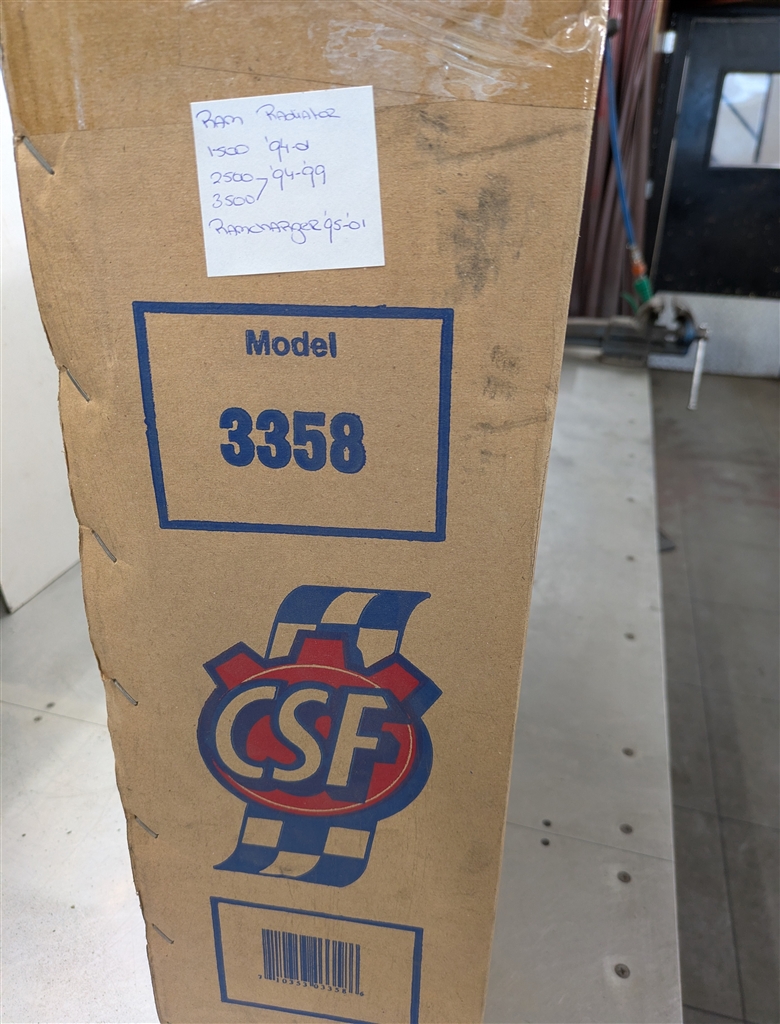 RAM RADIATOR
1500 '94-01
2500 - '94-'99
3500
RAMCHARGER '95-'01
Model
3358
CSF